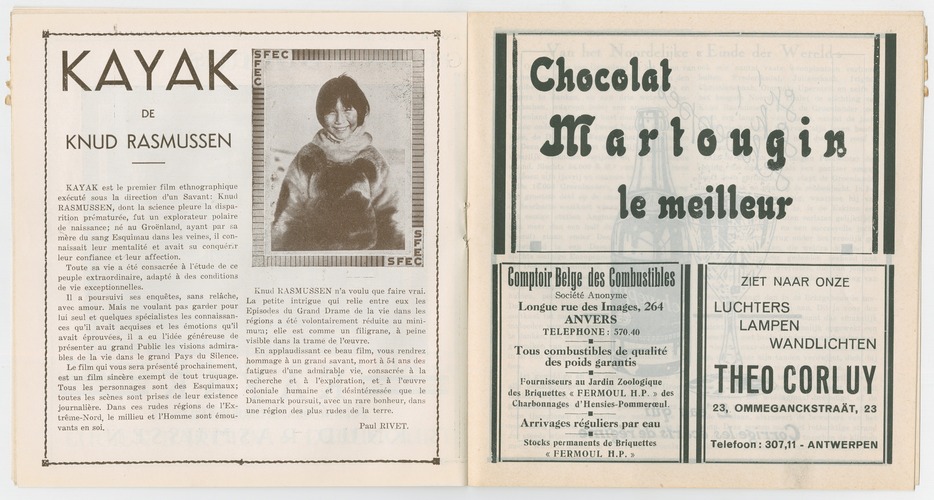 KAYAK
DE
KNUD RASMUSSEN
KAYAK est le premier film ethnographique
exécuté sous la direction d'un Savant: Knud
RASMUSSEN, dont la science pleure la dispa-
rition prématurée, fut un explorateur polaire
de naissance; né au Groënland, ayant par sa
mère du sang Esquimau dans les veines, il con-
naissait leur mentalité et avait su conquérir
leur confiance et leur affection.
Toute sa vie a été consacrée à l'étude de ce
peuple extraordinaire, adapté à des conditions
de vie exceptionnelles.
Il a poursuivi ses enquêtes, sans relâche,
avec amour. Mais ne voulant pas garder pour
lui seul et quelques spécialistes les connaissan-
ces qu'il avait acquises et les émotions qu'il
avait éprouvées, il a eu l'idée généreuse de
présenter au grand Public les visions admira-
bles de la vie dans le grand Pays du Silence.
Le film qui vous sera présenté prochainement,
est un film sincère exempt de tout truquage.
Tous les personnages sont des Esquimaux;
toutes les scènes sont prises de leur existence
journalière. Dans ces rudes régions de l'Ex-
trême-Nord, le milieu et l'Homme sont émou-
vants en soi.
SFEC
SFEC
SFEC
SFEC
Knud RASMUSSEN n'a voulu que faire vrai.
La petite intrigue qui relie entre eux les
Episodes du Grand Drame de la vie dans les
régions a été volontairement réduite au mini-
mum; elle est comme un filigrane, à peine
visible dans la trame de l'œuvre.
En applaudissant ce beau film, vous rendrez
hommage à un grand savant, mort à 54 ans des
fatigues d'une admirable vie, consacrée à la
recherche et à l'exploration, et à l'œuvre
coloniale humaine et désintéressée que le
Danemark poursuit, avec un rare bonheur, dans
une région des plus rudes de la terre.
Paul RIVET.
Chocolat
Martougin
le meilleur
Comptoir Belge des Combustibles
Société Anonyme
Longue rue des Images, 264
ANVERS
TELEPHONE: 570.40
Tous combustibles de qualité
des poids garantis
Fournisseurs au Jardin Zoologique
des Briquettes « FERMOUL H.P. » des
Charbonnages d'Hensies-Pommereul.
Arrivages réguliers par eau
Stocks permanents de Briquettes
« FERMOUL H.P. »
ZIET NAAR ONZE
LUCHTERS
LAMPEN
WANDLICHTEN
THEO CORLUY
23, OMMEGANCKSTRAÄT, 23
Telefoon: 307,11 - ANTWERPEN